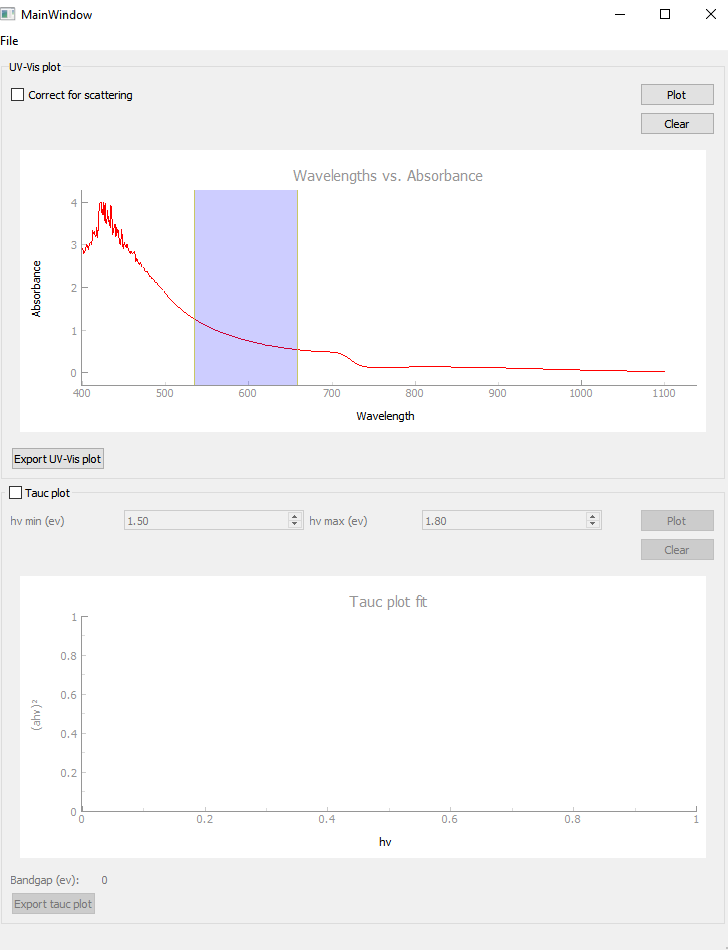 MainWindow
File
UV-Vis plot
Correct for scattering
Plot
Clear
Wavelengths vs. Absorbance
4
3
2
1
0
Absorbance
400 500 600 700 800 900 1000 1100
Wavelength
Export UV-Vis plot
Tauc plot
hv min (ev) 1.50 hv max (ev) 1.80 Plot
Clear
Tauc plot fit
1
0.8
0.6
0.4
0.2
0
(ahv)²
0 0.2 0.4 0.6 0.8 1
hv
Bandgap (ev): 0
Export tauc plot